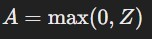 A = max(0, Z)